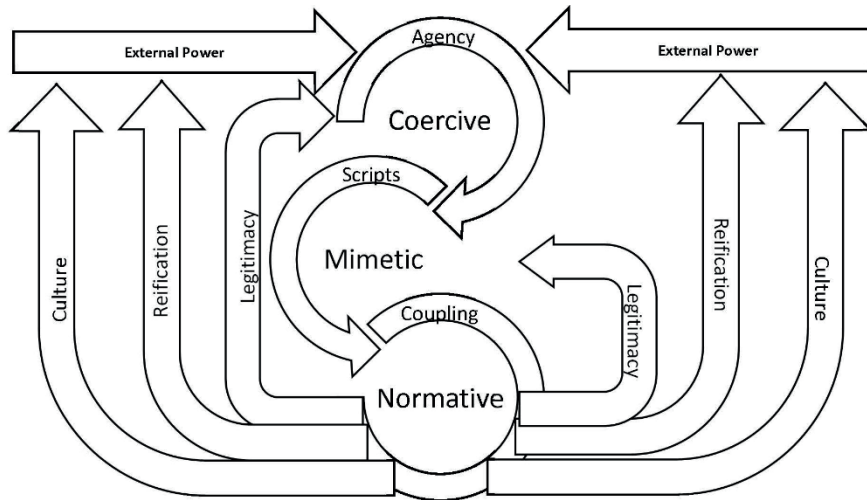 External Power
Agency
External Power
Coercive
Scripts
Legitimacy
Mimetic
Culture
Reification
Legitimacy
Reification
Culture
Coupling
Normative